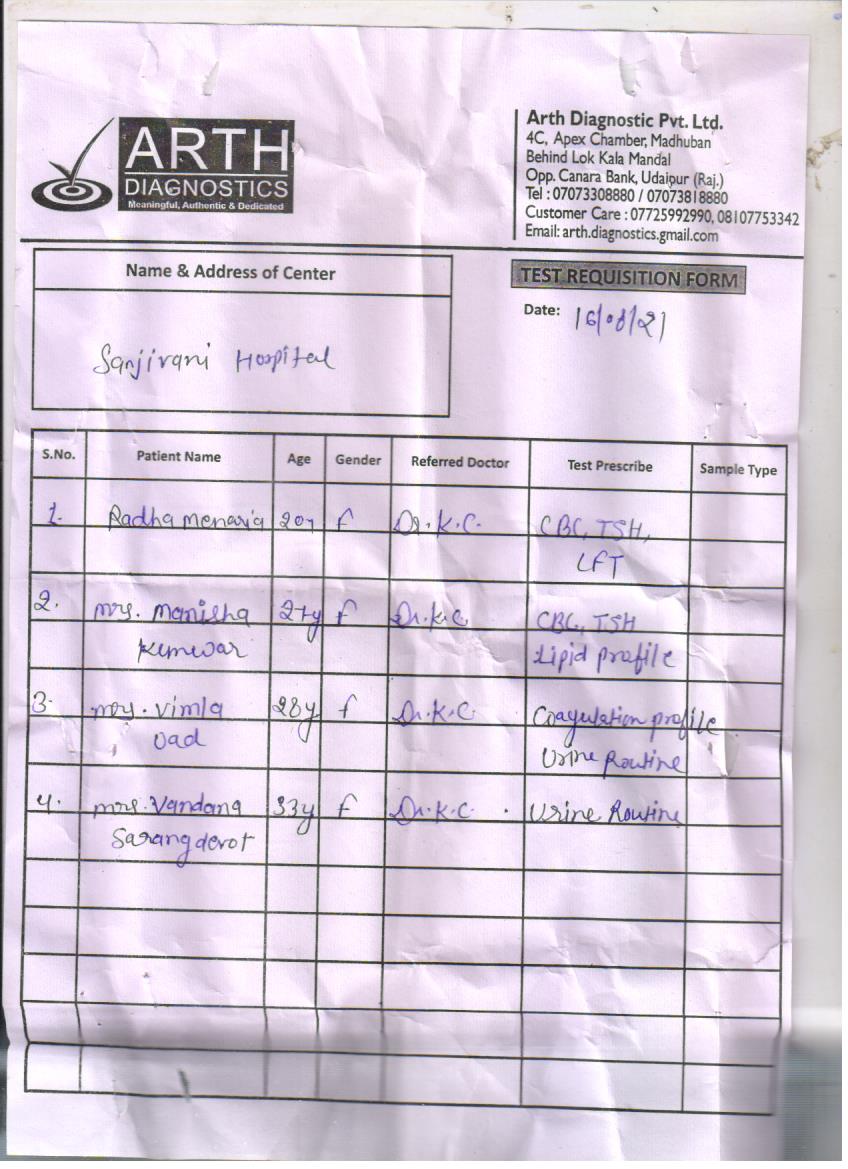 ARTH
DIAGNOSTICS
Meaningful, Authentic & Dedicated
Arth Diagnostic Pvt. Ltd.
4C, Apex Chamber, Madhuban
Behind Lok Kala Mandal
Opp. Canara Bank, Udaipur (Raj.)
Tel : 07073308880 / 07073818880
Customer Care : 07725992990, 08107753342
Email: arth.diagnostics.gmail.com
Name & Address of Center
TEST REQUISITION FORM
Date: 16/08/21
Sanjivani Hospital
S.No. Patient Name Age Gender Referred Doctor Test Prescribe Sample Type
1. Radha menaria f Dr. K.C. CBC, TSH,
LFT
2. mrs. Manisha f Dr. K.C. CBC, TSH
Lipid profile
3. mrs. vimla 28y f Dr. K.C. Coagulation profile
Urine Routine
4. mrs. Vandana 33y f Dr. K.C. Urine Routine
Sarangdevot